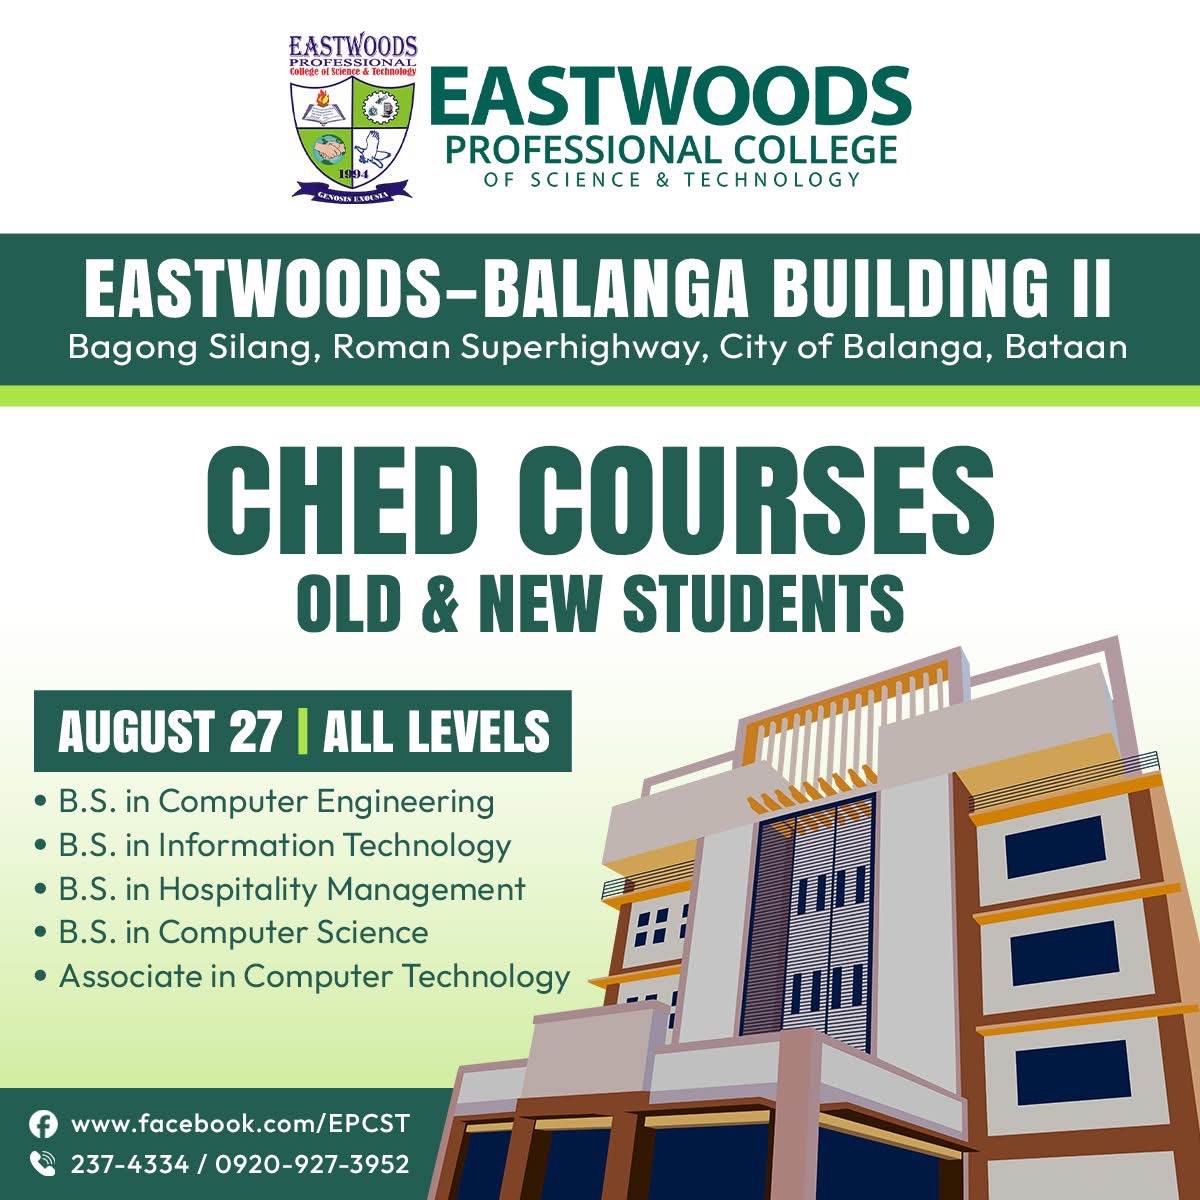 EASTWOODS
PROFESSIONAL
College of Science & Technology
1994
GENOSIS EXOUSIA
EASTWOODS
PROFESSIONAL COLLEGE
OF SCIENCE & TECHNOLOGY
EASTWOODS–BALANGA BUILDING II
Bagong Silang, Roman Superhighway, City of Balanga, Bataan
CHED COURSES
OLD & NEW STUDENTS
AUGUST 27 | ALL LEVELS
• B.S. in Computer Engineering
• B.S. in Information Technology
• B.S. in Hospitality Management
• B.S. in Computer Science
• Associate in Computer Technology
www.facebook.com/EPCST
237-4334 / 0920-927-3952